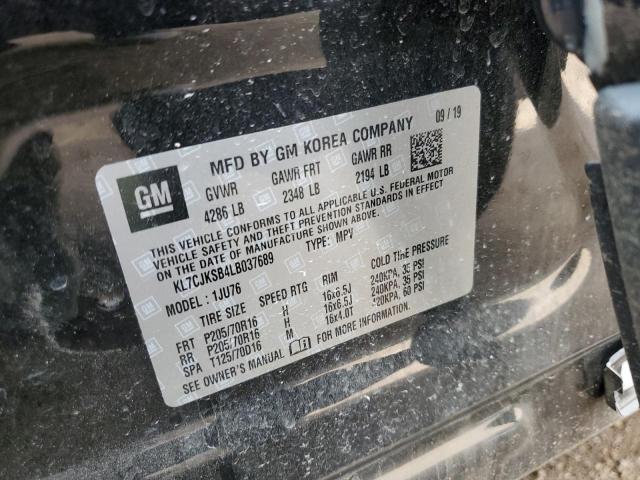 MFD BY GM KOREA COMPANY 09/19
GM
GVWR GAWR FRT GAWR RR
4286 LB 2348 LB 2194 LB
THIS VEHICLE CONFORMS TO ALL APPLICABLE U.S. FEDERAL MOTOR
VEHICLE SAFETY AND THEFT PREVENTION STANDARDS IN EFFECT
ON THE DATE OF MANUFACTURE SHOWN ABOVE.
KL7CJKSB4LB037689 TYPE: MPV
MODEL: 1JU76
TIRE SIZE SPEED RTG RIM COLD TIRE PRESSURE
FRT P205/70R16 H 16x6.5J 240KPA, 35 PSI
RR P205/70R16 H 16x6.5J 240KPA, 35 PSI
SPA T125/70D16 M 16x4.0T 420KPA, 60 PSI
SEE OWNER'S MANUAL FOR MORE INFORMATION.